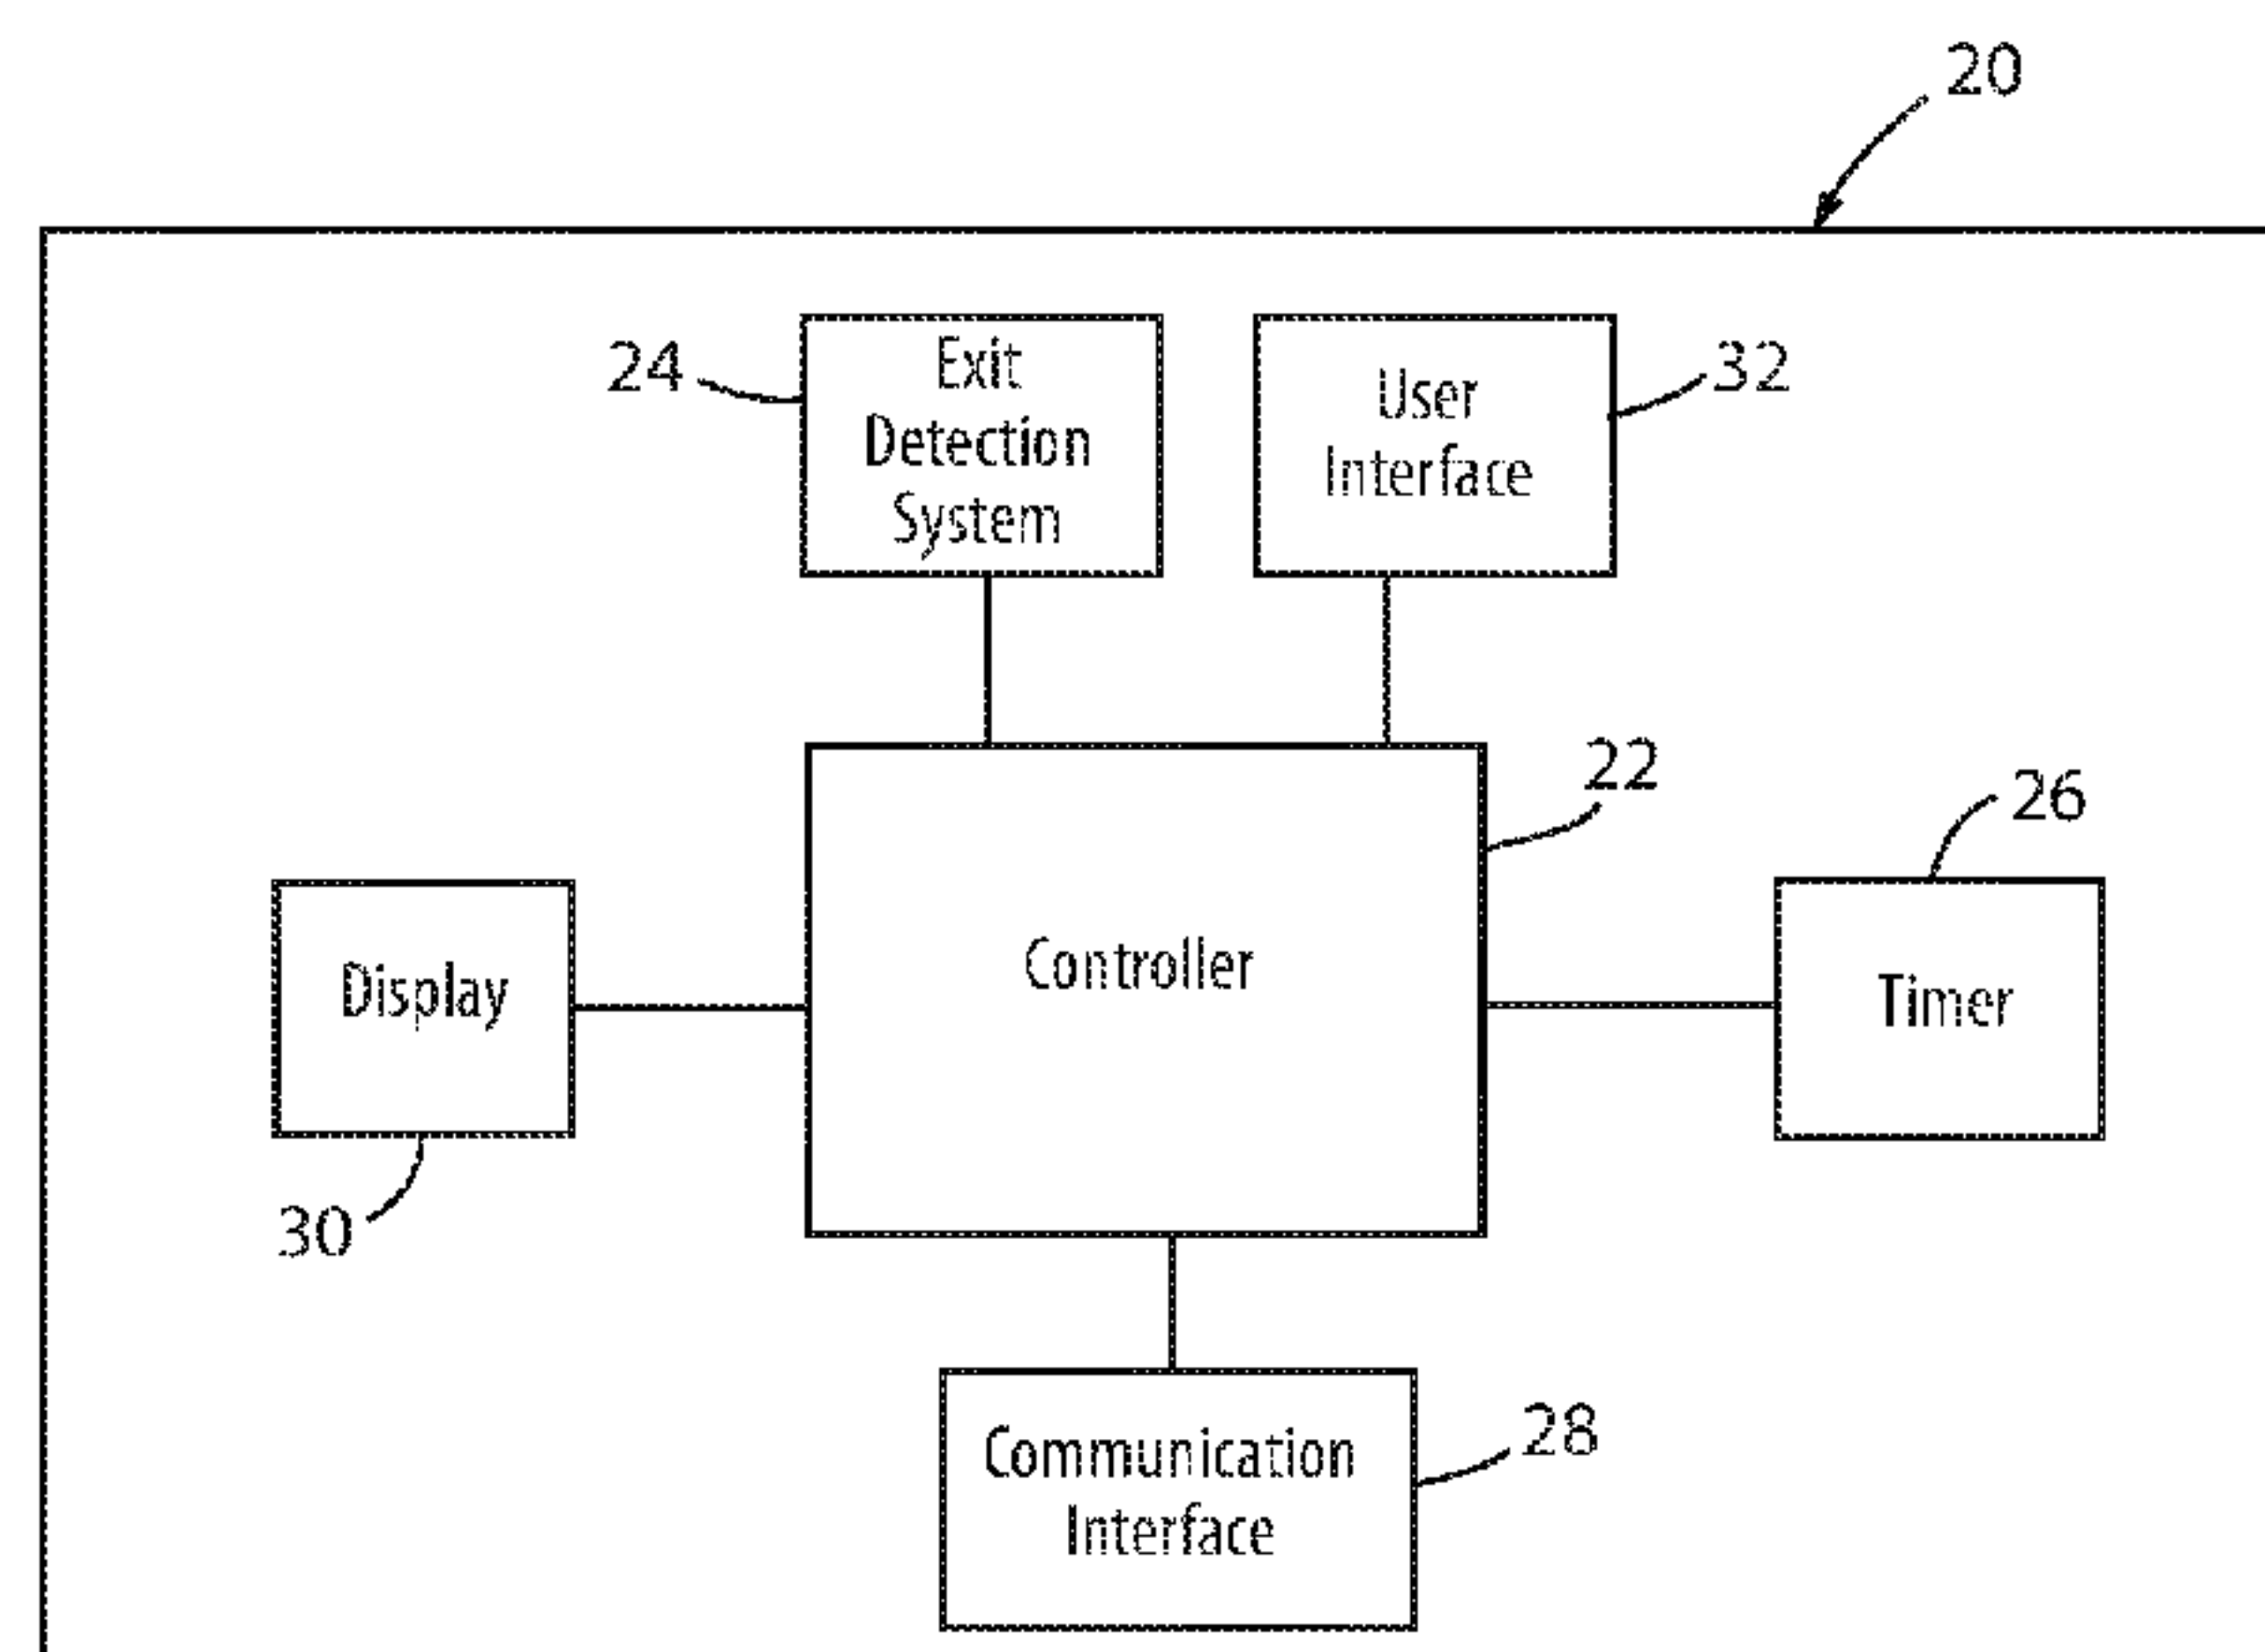 20
24
Exit
Detection
System
User
Interface
32
22
26
Display
Controller
Timer
30
Communication
Interface
28